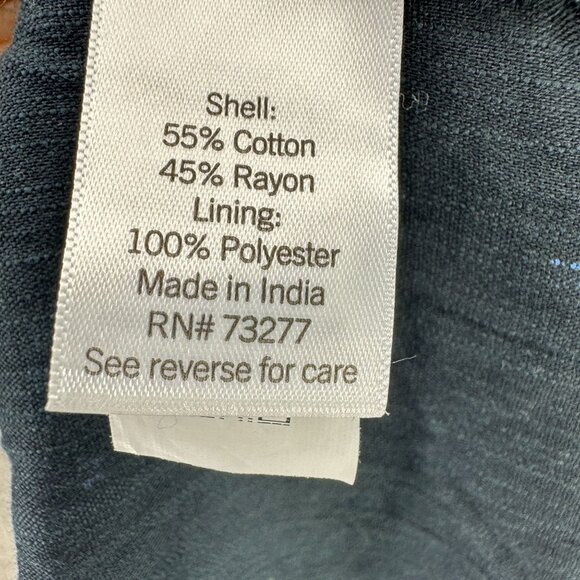 Shell:
55% Cotton
45% Rayon
Lining:
100% Polyester
Made in India
RN# 73277
See reverse for care